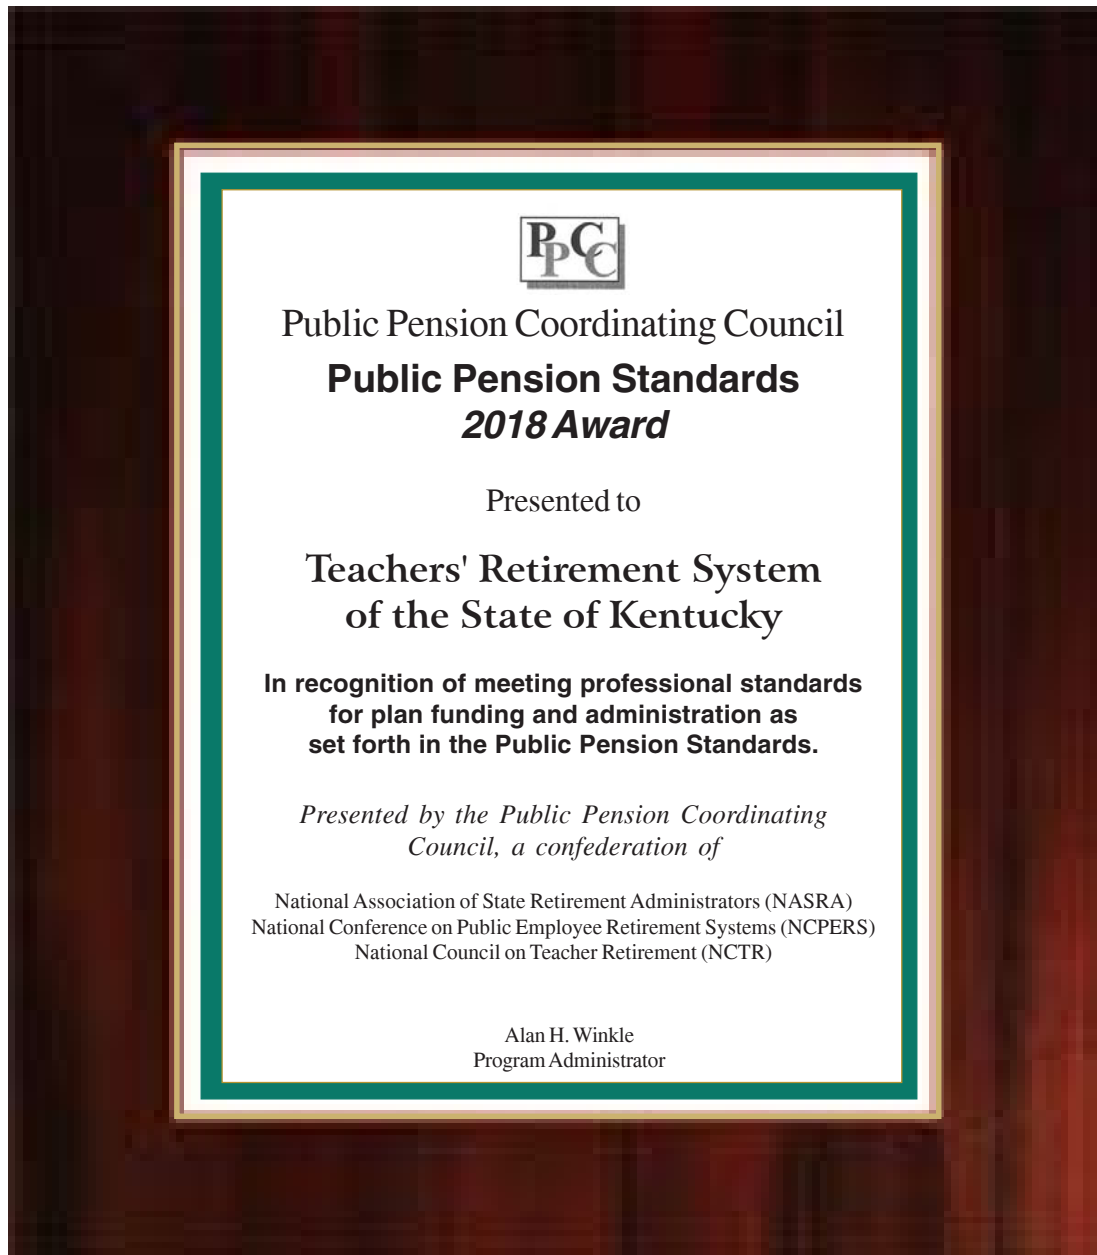 PPCC
Public Pension Coordinating Council
Public Pension Standards
2018 Award
Presented to
Teachers' Retirement System
of the State of Kentucky
In recognition of meeting professional standards
for plan funding and administration as
set forth in the Public Pension Standards.
Presented by the Public Pension Coordinating
Council, a confederation of
National Association of State Retirement Administrators (NASRA)
National Conference on Public Employee Retirement Systems (NCPERS)
National Council on Teacher Retirement (NCTR)
Alan H. Winkle
Program Administrator